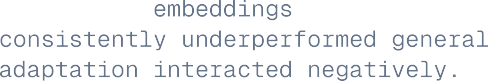 embeddings
consistently underperformed general
adaptation interacted negatively.